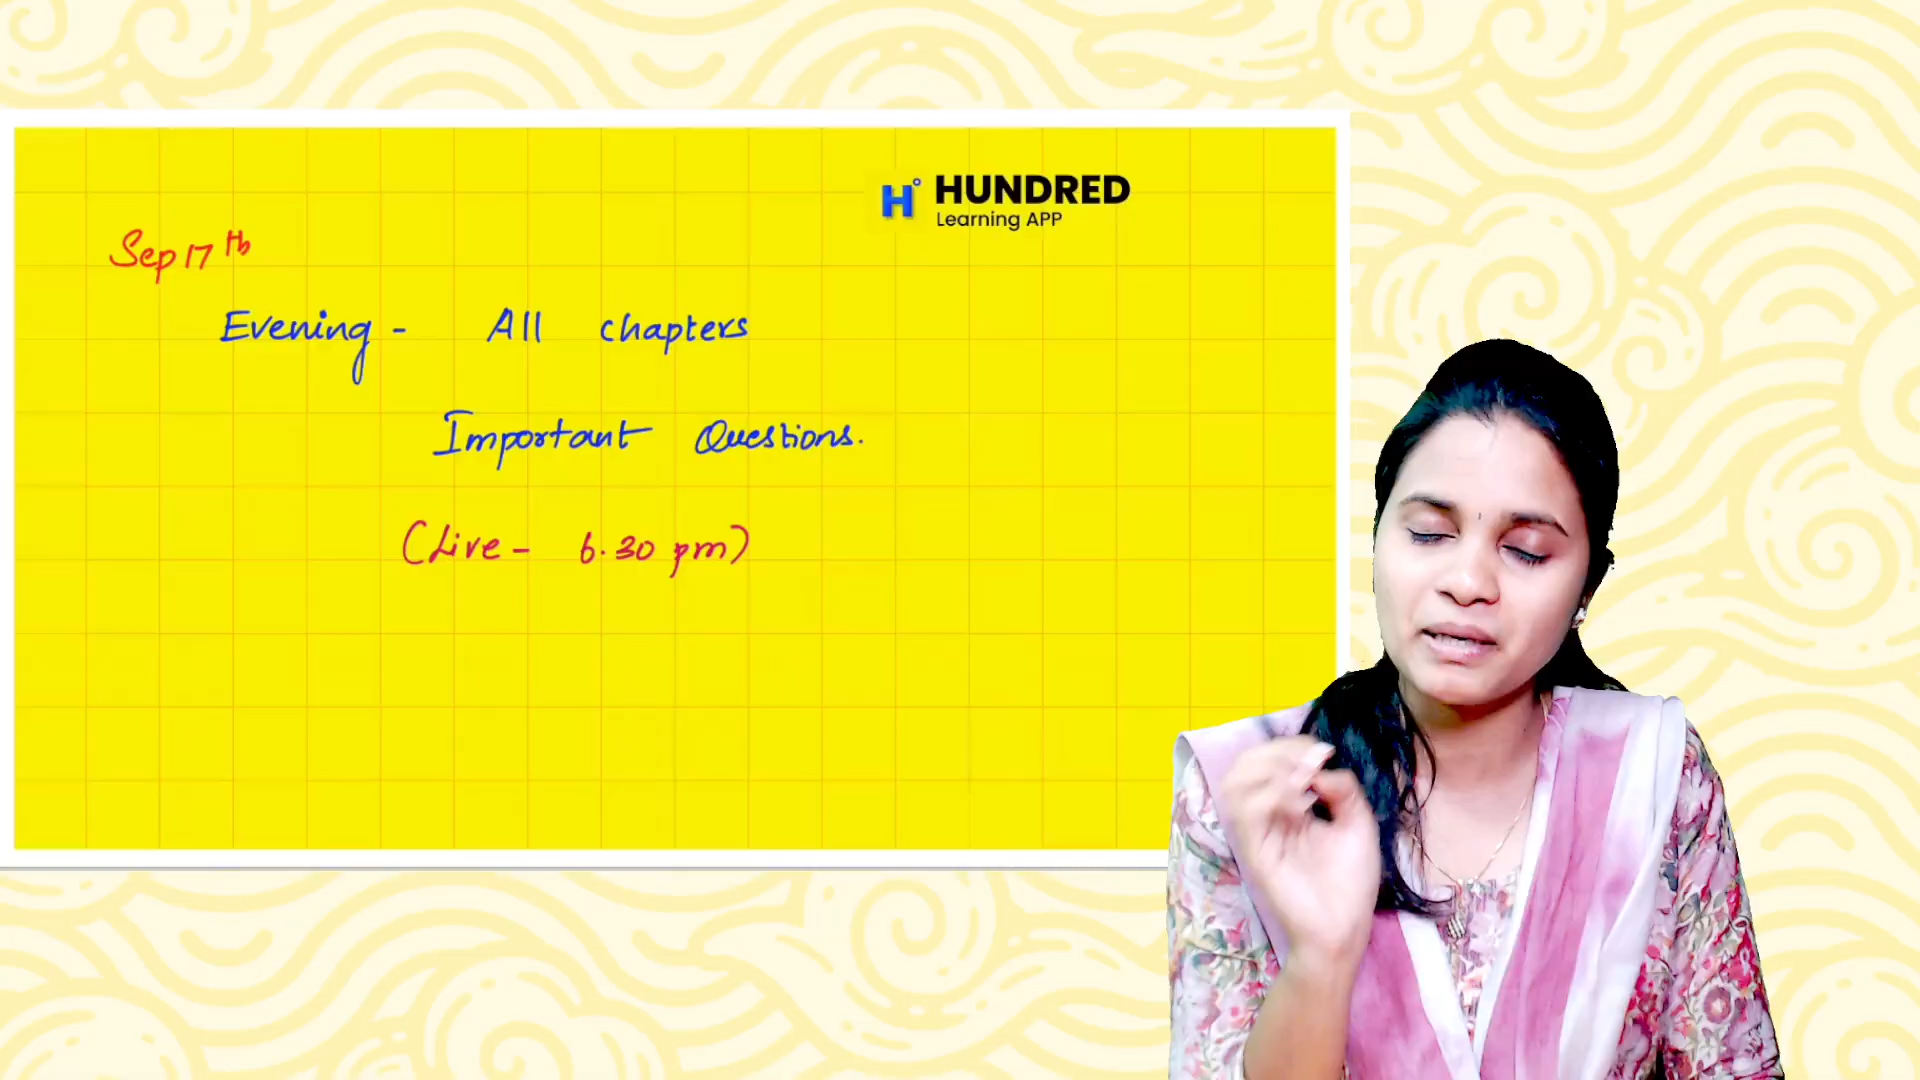 H° HUNDRED
Learning APP
Sep 17th
Evening - All chapters
Important Questions.
(Live - 6.30 pm)